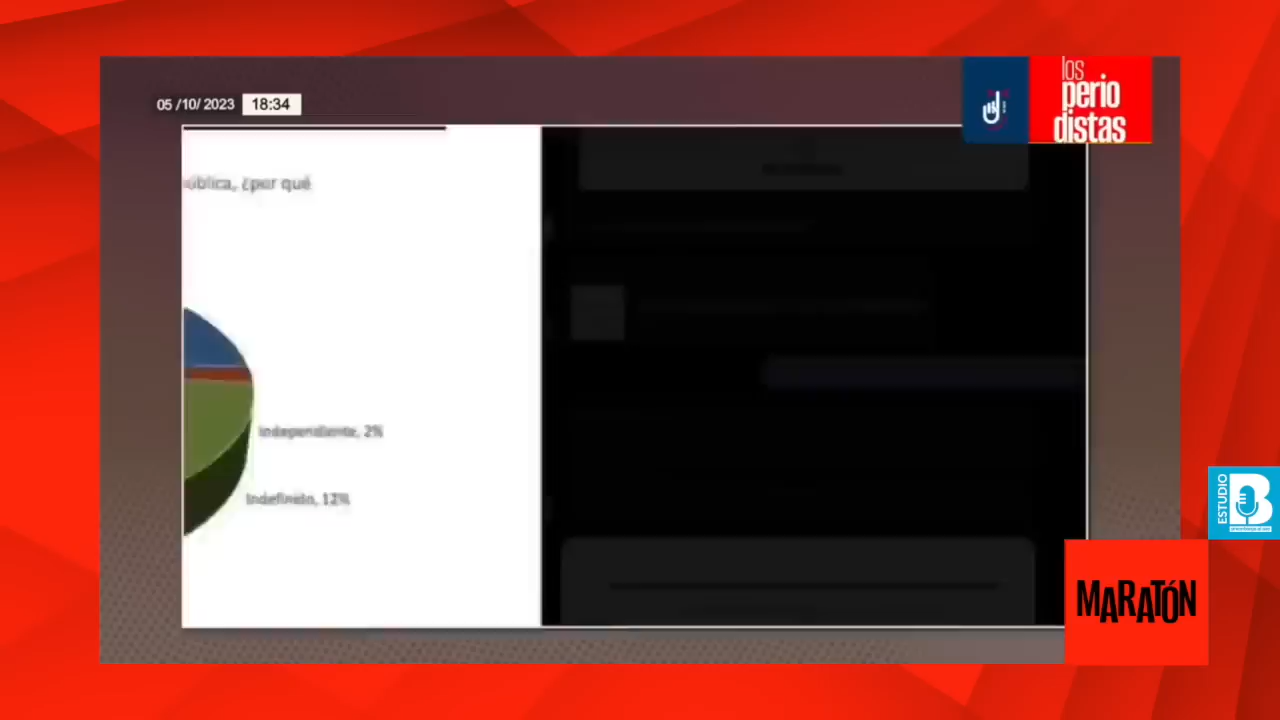 05/10/2023 18:34
los
perio
distas
ública, ¿por qué
Independiente, 2%
Indefinido, 12%
ESTUDIO
B
MARATÓN